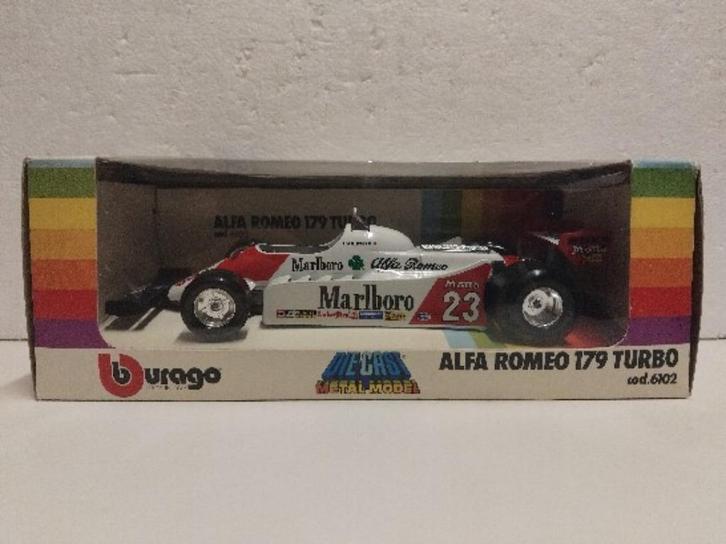 ALFA ROMEO 179 TURBO
Marlboro Alfa Romeo
Marlboro
23
Burago
DIE CAST
METAL MODEL
ALFA ROMEO 179 TURBO
cod.6102